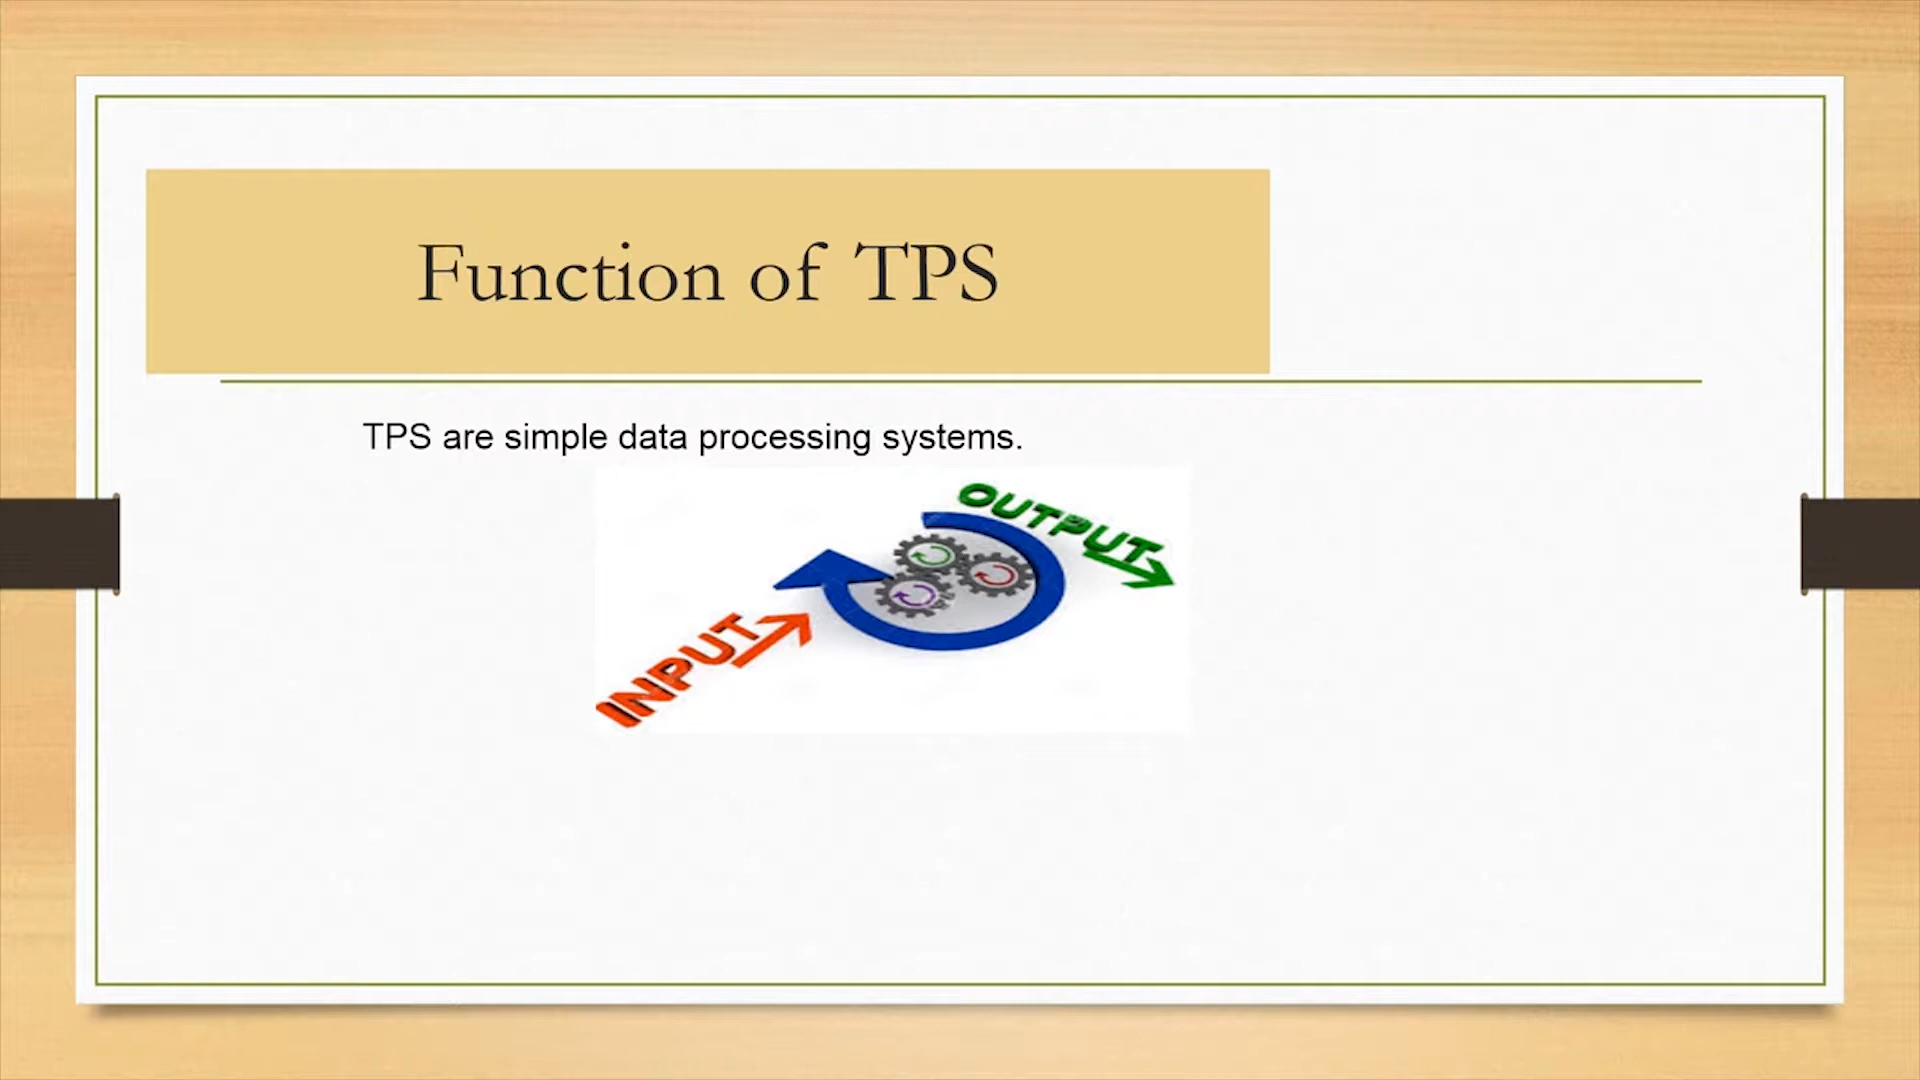 Function of TPS
TPS are simple data processing systems.
OUTPUT
INPUT